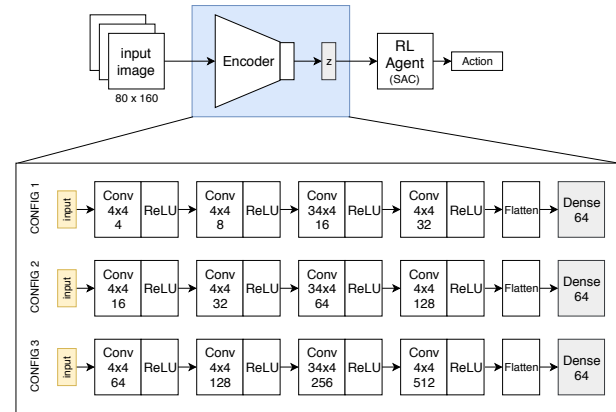 input
image
80 x 160
Encoder
z
RL
Agent
(SAC)
Action
CONFIG 1
input
Conv
4x4
4
ReLU
Conv
4x4
8
ReLU
Conv
34x4
16
ReLU
Conv
4x4
32
ReLU
Flatten
Dense
64
CONFIG 2
input
Conv
4x4
16
ReLU
Conv
4x4
32
ReLU
Conv
34x4
64
ReLU
Conv
4x4
128
ReLU
Flatten
Dense
64
CONFIG 3
input
Conv
4x4
64
ReLU
Conv
4x4
128
ReLU
Conv
34x4
256
ReLU
Conv
4x4
512
ReLU
Flatten
Dense
64